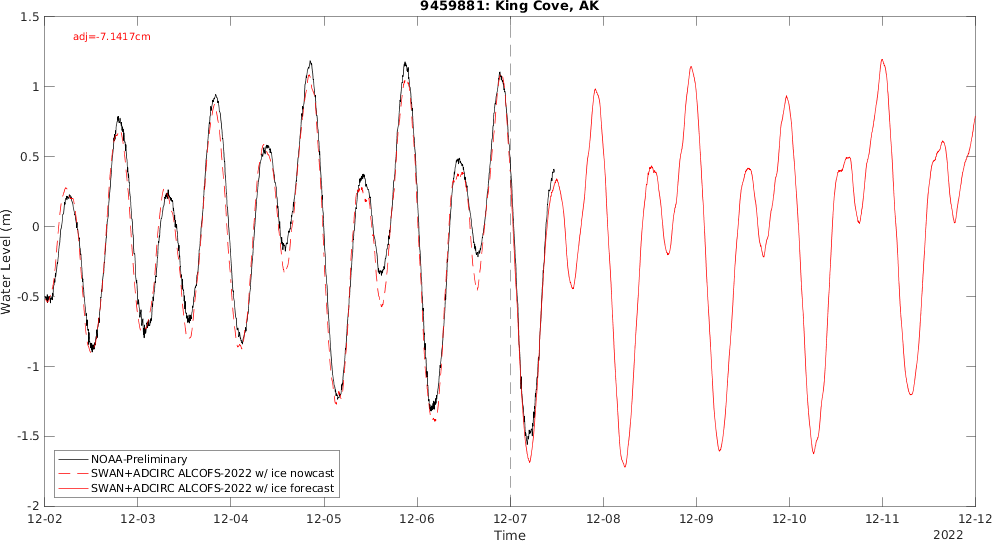 9459881: King Cove, AK
adj=-7.1417cm
1.5
1
0.5
0
-0.5
-1
-1.5
-2
Water Level (m)
NOAA-Preliminary
SWAN+ADCIRC ALCOFS-2022 w/ ice nowcast
SWAN+ADCIRC ALCOFS-2022 w/ ice forecast
12-02 12-03 12-04 12-05 12-06 12-07 12-08 12-09 12-10 12-11 12-12
Time
2022